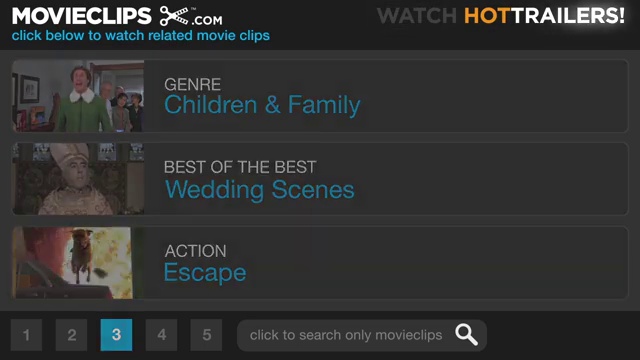 MOVIECLIPS™ .COM
WATCH HOTTRAILERS!
click below to watch related movie clips
GENRE
Children & Family
BEST OF THE BEST
Wedding Scenes
ACTION
Escape
1 2 3 4 5 click to search only movieclips